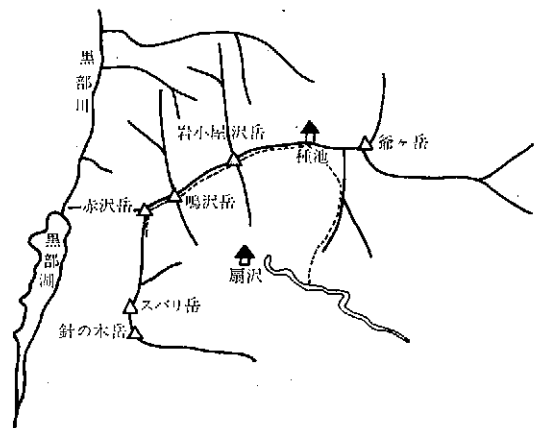 黒部川
岩小屋沢岳
種池
爺ヶ岳
赤沢岳
鳴沢岳
黒部湖
扇沢
スバリ岳
針の木岳